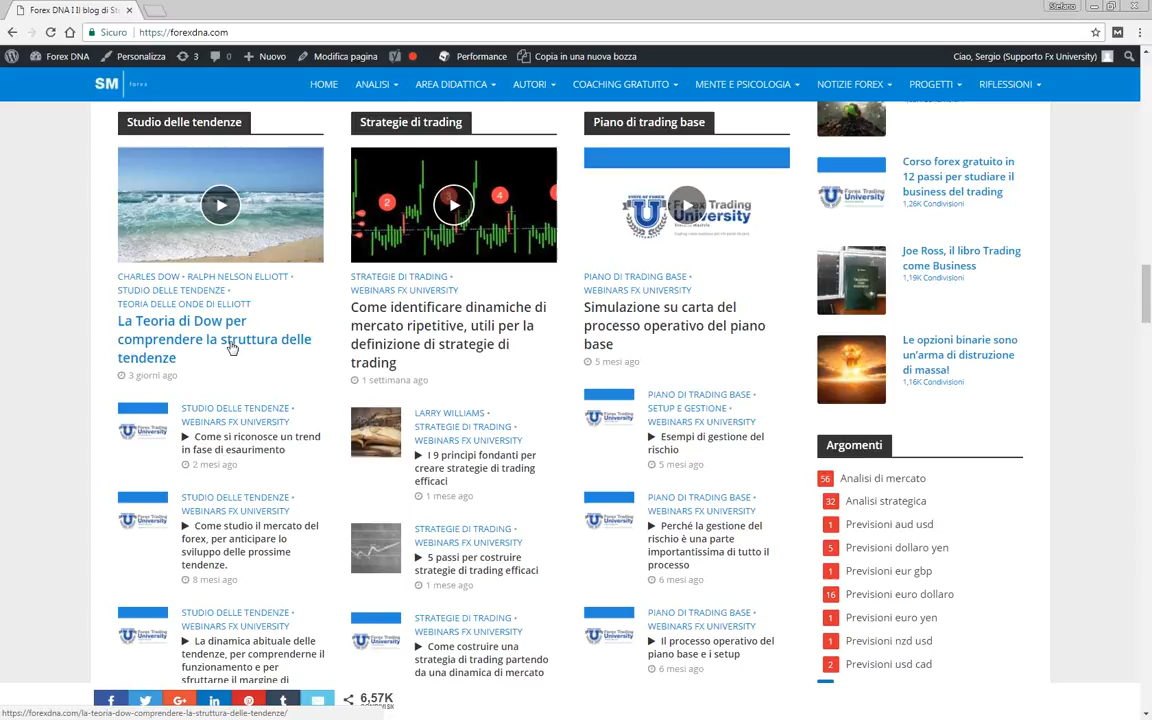 Forex DNA I Il blog di St
Stefano
Sicuro
https://forexdna.com
Forex DNA
Personalizza
3
0
Nuovo
Modifica pagina
Performance
Copia in una nuova bozza
Ciao, Sergio (Supporto Fx University)
SM forex
HOME
ANALISI
AREA DIDATTICA
AUTORI
COACHING GRATUITO
MENTE E PSICOLOGIA
NOTIZIE FOREX
PROGETTI
RIFLESSIONI
Studio delle tendenze
CHARLES DOW • RALPH NELSON ELLIOTT •
STUDIO DELLE TENDENZE •
TEORIA DELLE ONDE DI ELLIOTT
La Teoria di Dow per
comprendere la struttura delle
tendenze
3 giorni ago
STUDIO DELLE TENDENZE •
WEBINARS FX UNIVERSITY
Come si riconosce un trend
in fase di esaurimento
2 mesi ago
STUDIO DELLE TENDENZE •
WEBINARS FX UNIVERSITY
Come studio il mercato del
forex, per anticipare lo
sviluppo delle prossime
tendenze.
8 mesi ago
STUDIO DELLE TENDENZE •
WEBINARS FX UNIVERSITY
La dinamica abituale delle
tendenze, per comprenderne il
funzionamento e per
sfruttarne il margine di
Strategie di trading
2
3
4
STRATEGIE DI TRADING •
WEBINARS FX UNIVERSITY
Come identificare dinamiche di
mercato ripetitive, utili per la
definizione di strategie di
trading
1 settimana ago
LARRY WILLIAMS •
STRATEGIE DI TRADING •
WEBINARS FX UNIVERSITY
I 9 principi fondanti per
creare strategie di trading
efficaci
1 mese ago
STRATEGIE DI TRADING •
WEBINARS FX UNIVERSITY
5 passi per costruire
strategie di trading efficaci
1 mese ago
STRATEGIE DI TRADING •
WEBINARS FX UNIVERSITY
Come costruire una
strategia di trading partendo
da una dinamica di mercato
Piano di trading base
Forex Trading
University
PIANO DI TRADING BASE •
WEBINARS FX UNIVERSITY
Simulazione su carta del
processo operativo del piano
base
5 mesi ago
PIANO DI TRADING BASE •
SETUP E GESTIONE •
WEBINARS FX UNIVERSITY
Esempi di gestione del
rischio
5 mesi ago
PIANO DI TRADING BASE •
WEBINARS FX UNIVERSITY
Perché la gestione del
rischio è una parte
importantissima di tutto il
processo
6 mesi ago
PIANO DI TRADING BASE •
WEBINARS FX UNIVERSITY
Il processo operativo del
piano base e i setup
6 mesi ago
Corso forex gratuito in
12 passi per studiare il
business del trading
1,26K Condivisioni
Joe Ross, il libro Trading
come Business
1,19K Condivisioni
Le opzioni binarie sono
un'arma di distruzione
di massa!
1,16K Condivisioni
Argomenti
56 Analisi di mercato
32 Analisi strategica
1 Previsioni aud usd
5 Previsioni dollaro yen
1 Previsioni eur gbp
16 Previsioni euro dollaro
1 Previsioni euro yen
1 Previsioni nzd usd
2 Previsioni usd cad
6,57K
https://forexdna.com/la-teoria-dow-comprendere-la-struttura-delle-tendenze/